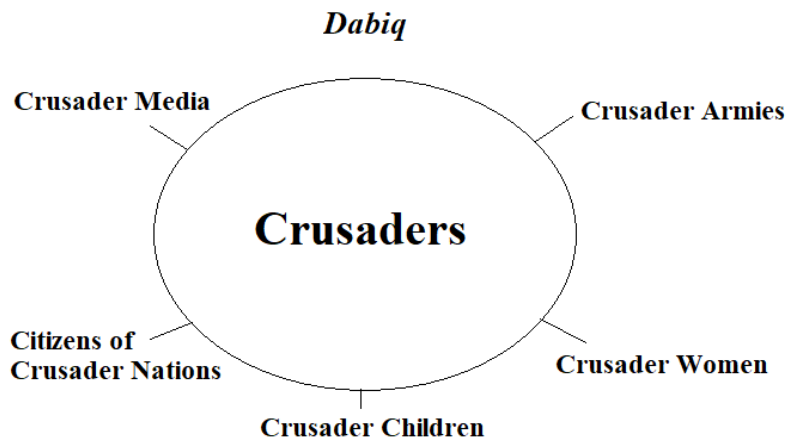 Dabiq
Crusader Media
Crusader Armies
Crusaders
Citizens of
Crusader Nations
Crusader Women
Crusader Children